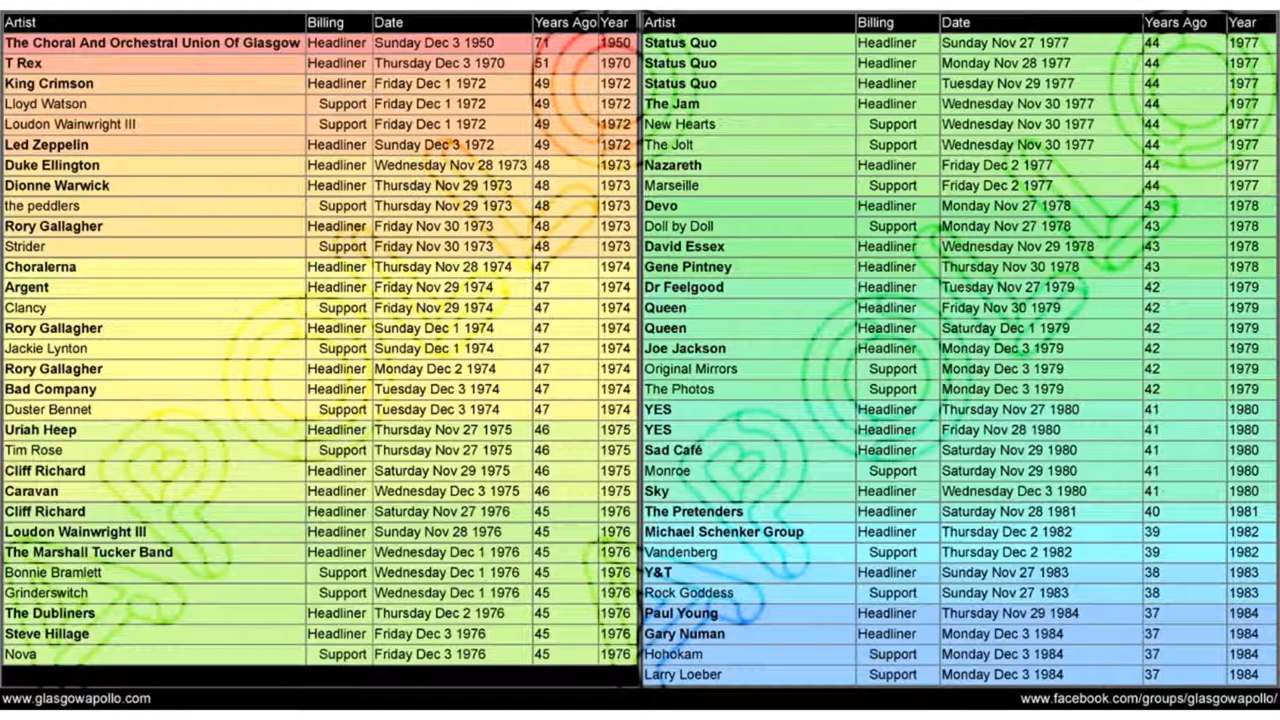 Artist Billing Date Years Ago Year
The Choral And Orchestral Union Of Glasgow Headliner Sunday Dec 3 1950 71 1950
T Rex Headliner Thursday Dec 3 1970 51 1970
King Crimson Headliner Friday Dec 1 1972 49 1972
Lloyd Watson Support Friday Dec 1 1972 49 1972
Loudon Wainwright III Support Friday Dec 1 1972 49 1972
Led Zeppelin Headliner Sunday Dec 3 1972 49 1972
Duke Ellington Headliner Wednesday Nov 28 1973 48 1973
Dionne Warwick Headliner Thursday Nov 29 1973 48 1973
the peddlers Support Thursday Nov 29 1973 48 1973
Rory Gallagher Headliner Friday Nov 30 1973 48 1973
Strider Support Friday Nov 30 1973 48 1973
Choralerna Headliner Thursday Nov 28 1974 47 1974
Argent Headliner Friday Nov 29 1974 47 1974
Clancy Support Friday Nov 29 1974 47 1974
Rory Gallagher Headliner Sunday Dec 1 1974 47 1974
Jackie Lynton Support Sunday Dec 1 1974 47 1974
Rory Gallagher Headliner Monday Dec 2 1974 47 1974
Bad Company Headliner Tuesday Dec 3 1974 47 1974
Duster Bennet Support Tuesday Dec 3 1974 47 1974
Uriah Heep Headliner Thursday Nov 27 1975 46 1975
Tim Rose Support Thursday Nov 27 1975 46 1975
Cliff Richard Headliner Saturday Nov 29 1975 46 1975
Caravan Headliner Wednesday Dec 3 1975 46 1975
Cliff Richard Headliner Saturday Nov 27 1976 45 1976
Loudon Wainwright III Headliner Sunday Nov 28 1976 45 1976
The Marshall Tucker Band Headliner Wednesday Dec 1 1976 45 1976
Bonnie Bramlett Support Wednesday Dec 1 1976 45 1976
Grinderswitch Support Wednesday Dec 1 1976 45 1976
The Dubliners Headliner Thursday Dec 2 1976 45 1976
Steve Hillage Headliner Friday Dec 3 1976 45 1976
Nova Support Friday Dec 3 1976 45 1976
Artist Billing Date Years Ago Year
Status Quo Headliner Sunday Nov 27 1977 44 1977
Status Quo Headliner Monday Nov 28 1977 44 1977
Status Quo Headliner Tuesday Nov 29 1977 44 1977
The Jam Headliner Wednesday Nov 30 1977 44 1977
New Hearts Support Wednesday Nov 30 1977 44 1977
The Jolt Support Wednesday Nov 30 1977 44 1977
Nazareth Headliner Friday Dec 2 1977 44 1977
Marseille Support Friday Dec 2 1977 44 1977
Devo Headliner Monday Nov 27 1978 43 1978
Doll by Doll Support Monday Nov 27 1978 43 1978
David Essex Headliner Wednesday Nov 29 1978 43 1978
Gene Pintney Headliner Thursday Nov 30 1978 43 1978
Dr Feelgood Headliner Tuesday Nov 27 1979 42 1979
Queen Headliner Friday Nov 30 1979 42 1979
Queen Headliner Saturday Dec 1 1979 42 1979
Joe Jackson Headliner Monday Dec 3 1979 42 1979
Original Mirrors Support Monday Dec 3 1979 42 1979
The Photos Support Monday Dec 3 1979 42 1979
YES Headliner Thursday Nov 27 1980 41 1980
YES Headliner Friday Nov 28 1980 41 1980
Sad Café Headliner Saturday Nov 29 1980 41 1980
Monroe Support Saturday Nov 29 1980 41 1980
Sky Headliner Wednesday Dec 3 1980 41 1980
The Pretenders Headliner Saturday Nov 28 1981 40 1981
Michael Schenker Group Headliner Thursday Dec 2 1982 39 1982
Vandenberg Support Thursday Dec 2 1982 39 1982
Y&T Headliner Sunday Nov 27 1983 38 1983
Rock Goddess Support Sunday Nov 27 1983 38 1983
Paul Young Headliner Thursday Nov 29 1984 37 1984
Gary Numan Headliner Monday Dec 3 1984 37 1984
Hohokam Support Monday Dec 3 1984 37 1984
Larry Loeber Support Monday Dec 3 1984 37 1984
APOLLO
APOLLO
www.glasgowapollo.com
www.facebook.com/groups/glasgowapollo/